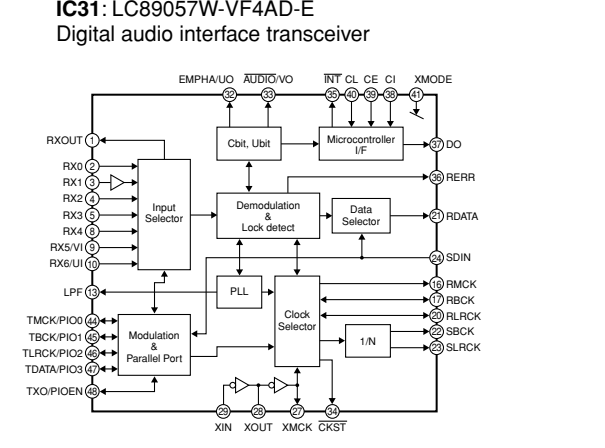 IC31: LC89057W-VF4AD-E
Digital audio interface transceiver
EMPHA/UO AUDIO/VO INT CL CE CI XMODE
32 33 35 40 39 38 41
RXOUT 1
Cbit, Ubit
Microcontroller
I/F
37 DO
RX0 2
RX1 3
RX2 4
RX3 5
RX4 8
RX5/VI 9
RX6/UI 10
Input
Selector
36 RERR
Demodulation
&
Lock detect
Data
Selector
21 RDATA
24 SDIN
LPF 13
PLL
Clock
Selector
16 RMCK
17 RBCK
20 RLRCK
22 SBCK
23 SLRCK
1/N
TMCK/PIO0 44
TBCK/PIO1 45
TLRCK/PIO2 46
TDATA/PIO3 47
TXO/PIOEN 48
Modulation
&
Parallel Port
29 28 27 34
XIN XOUT XMCK CKST